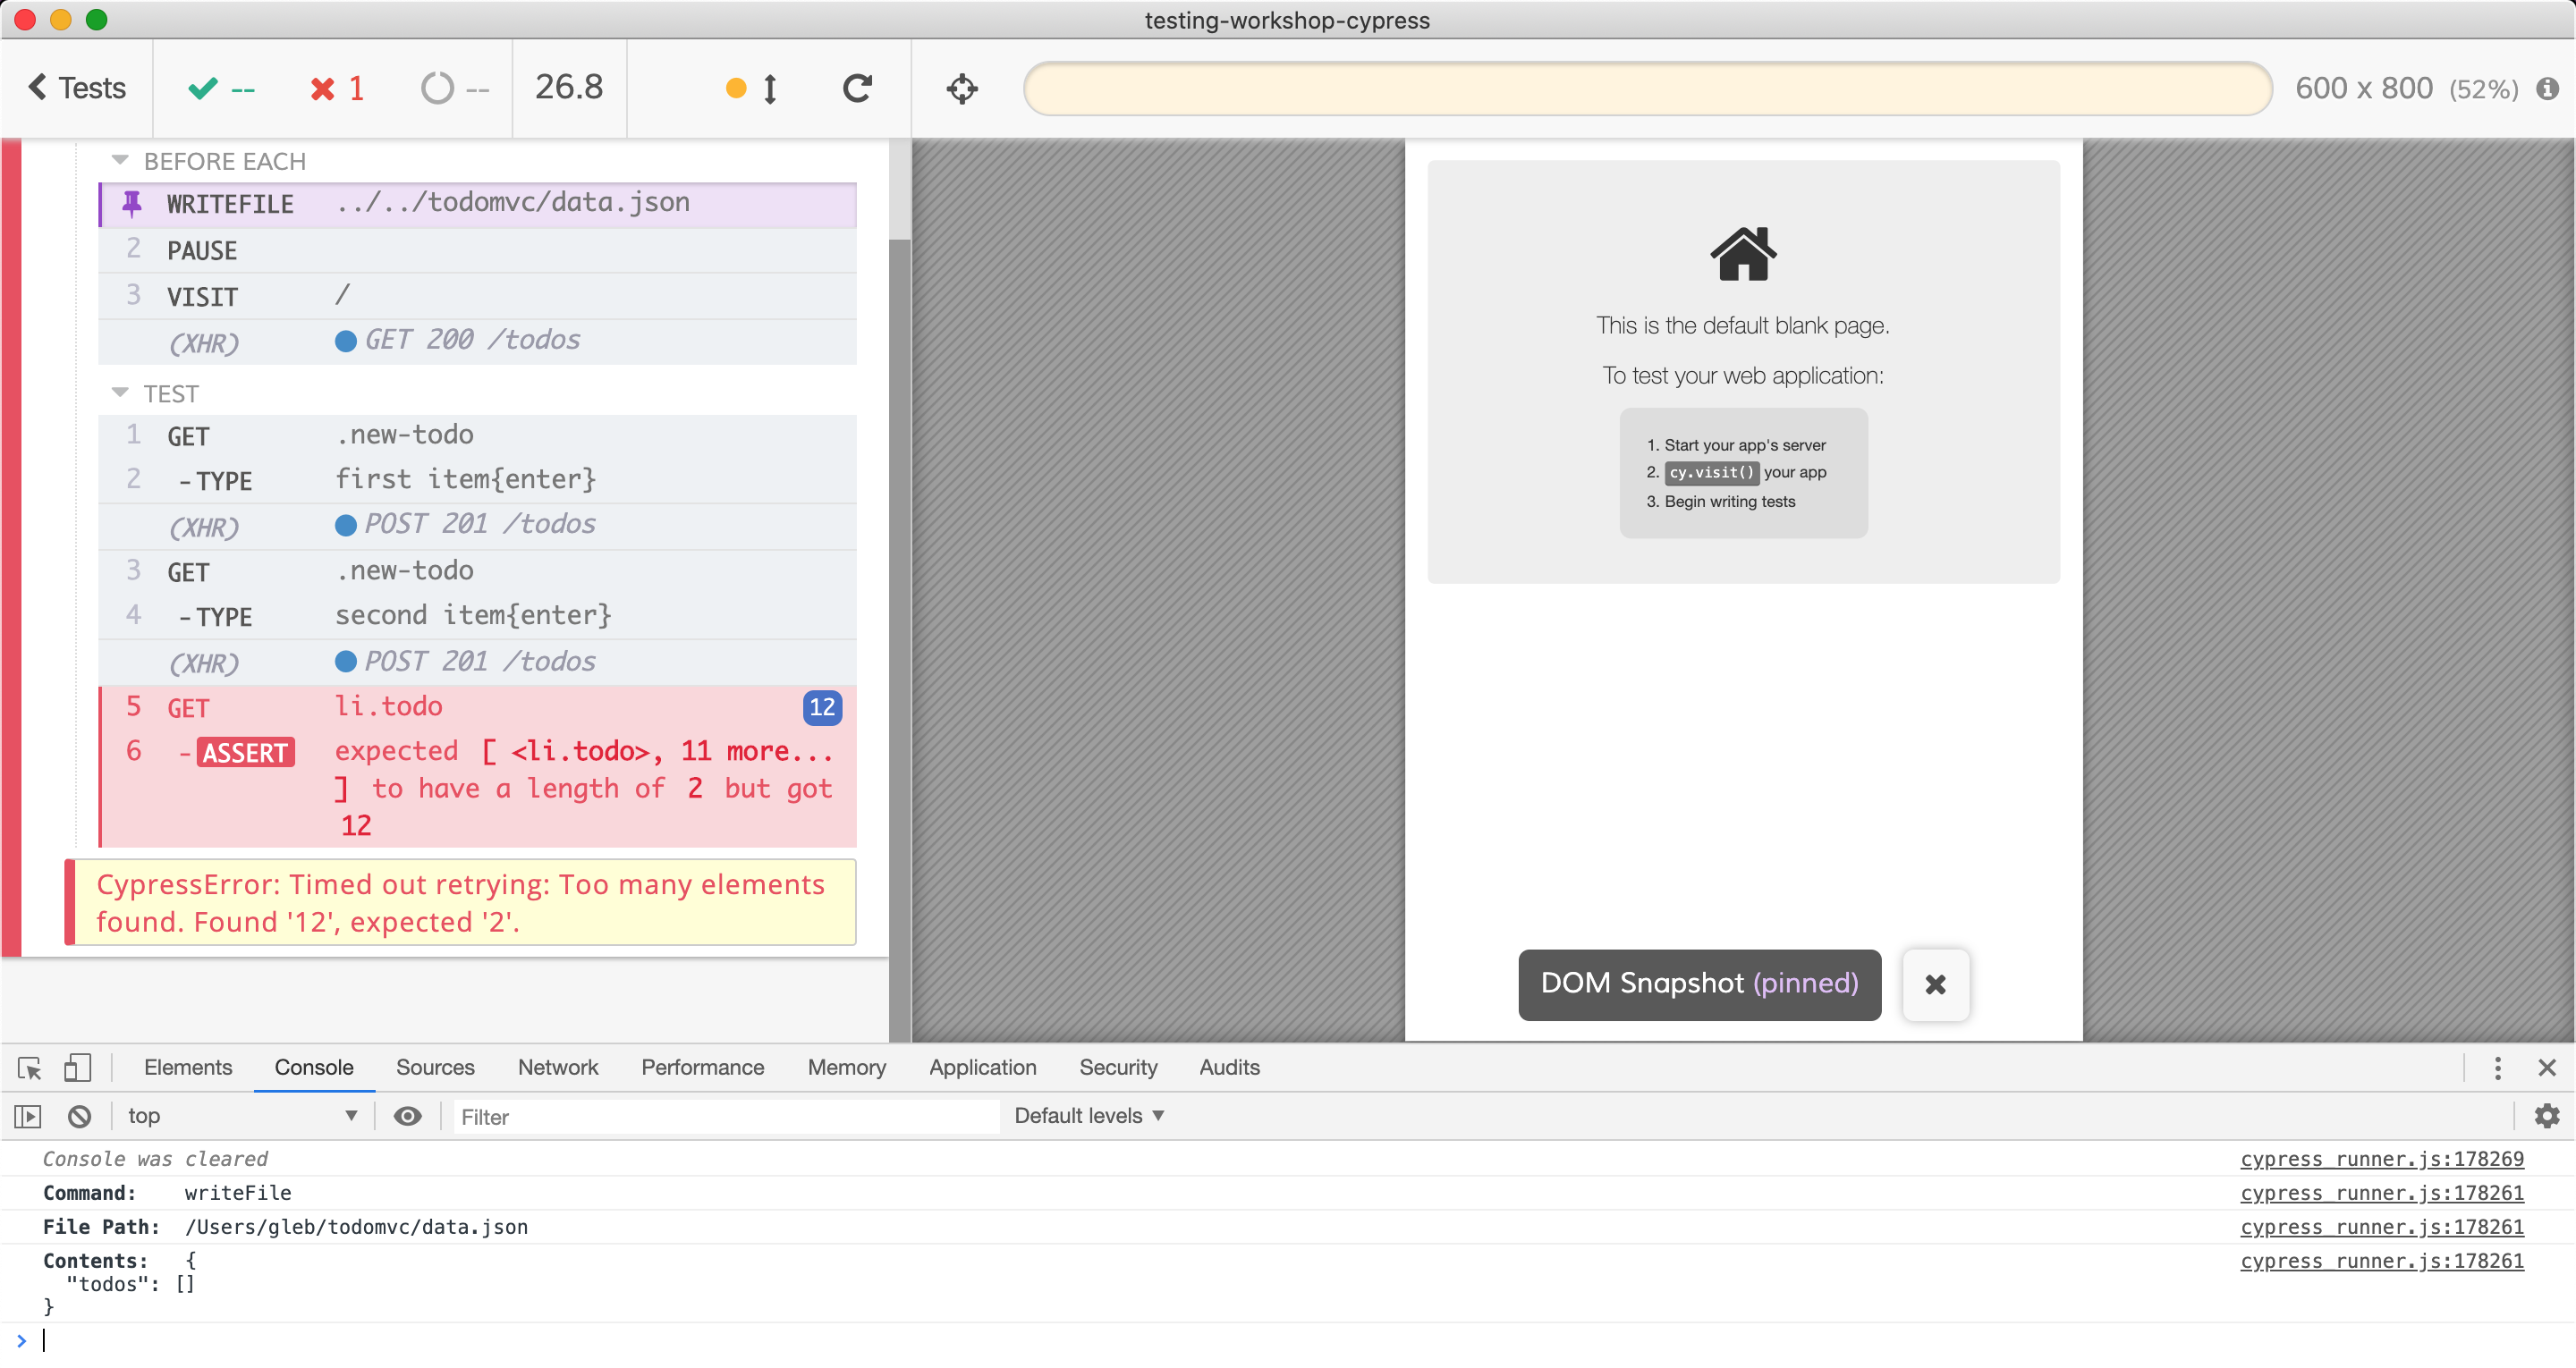 testing-workshop-cypress
Tests
--
1
--
26.8
600 x 800 (52%)
BEFORE EACH
WRITEFILE ../../todomvc/data.json
2 PAUSE
3 VISIT /
(XHR) GET 200 /todos
TEST
1 GET .new-todo
2 -TYPE first item{enter}
(XHR) POST 201 /todos
3 GET .new-todo
4 -TYPE second item{enter}
(XHR) POST 201 /todos
5 GET li.todo 12
6 -ASSERT expected [ <li.todo>, 11 more...
] to have a length of 2 but got
12
CypressError: Timed out retrying: Too many elements
found. Found '12', expected '2'.
This is the default blank page.
To test your web application:
1. Start your app's server
2. cy.visit() your app
3. Begin writing tests
DOM Snapshot (pinned)
Elements Console Sources Network Performance Memory Application Security Audits
top Filter Default levels
Console was cleared cypress_runner.js:178269
Command: writeFile cypress_runner.js:178261
File Path: /Users/gleb/todomvc/data.json cypress_runner.js:178261
Contents: { cypress_runner.js:178261
"todos": []
}
>